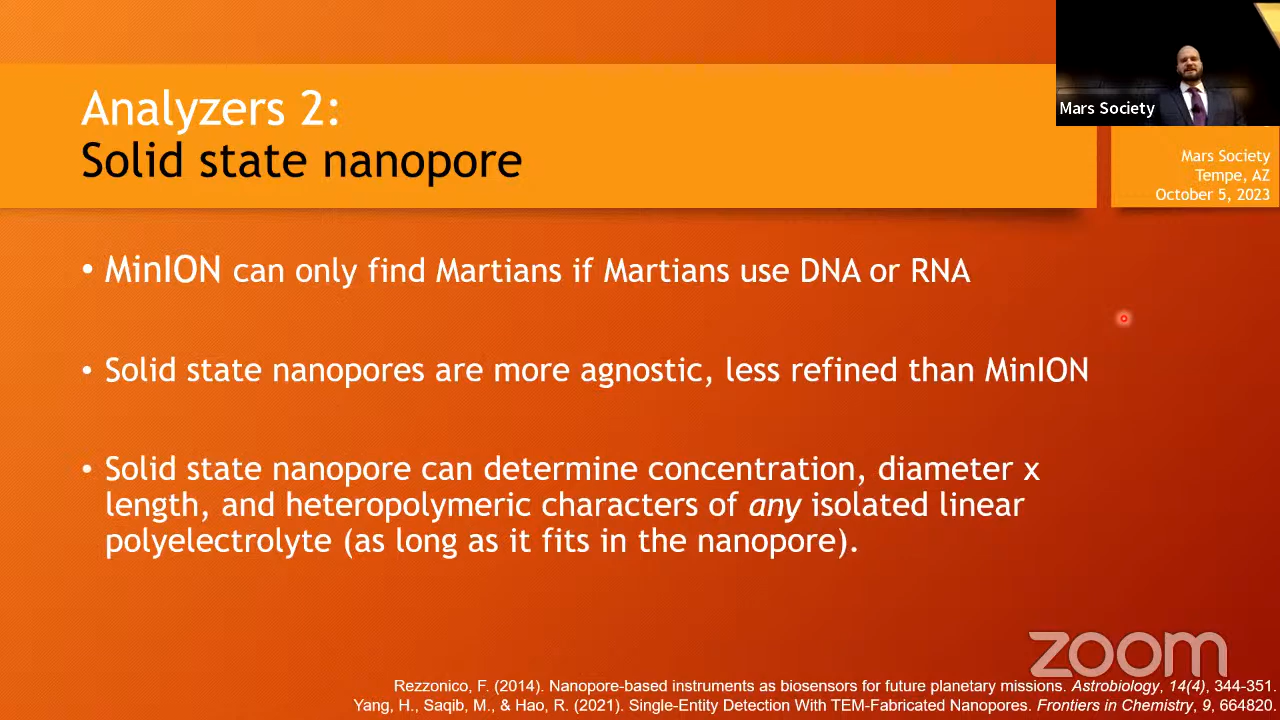 Analyzers 2:
Solid state nanopore
Mars Society
Mars Society
Tempe, AZ
October 5, 2023
• MinION can only find Martians if Martians use DNA or RNA
• Solid state nanopores are more agnostic, less refined than MinION
• Solid state nanopore can determine concentration, diameter x
length, and heteropolymeric characters of any isolated linear
polyelectrolyte (as long as it fits in the nanopore).
zoom
Rezzonico, F. (2014). Nanopore-based instruments as biosensors for future planetary missions. Astrobiology, 14(4), 344-351.
Yang, H., Saqib, M., & Hao, R. (2021). Single-Entity Detection With TEM-Fabricated Nanopores. Frontiers in Chemistry, 9, 664820.